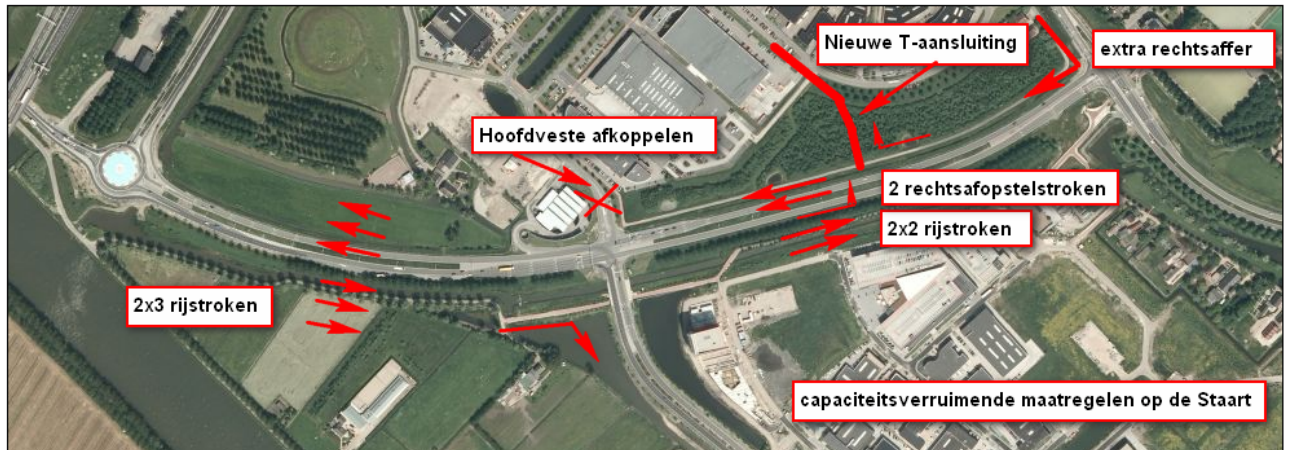 Nieuwe T-aansluiting
extra rechtsaffer
Hoofdveste afkoppelen
2 rechtsafopstelstroken
2x2 rijstroken
2x3 rijstroken
capaciteitsverruimende maatregelen op de Staart